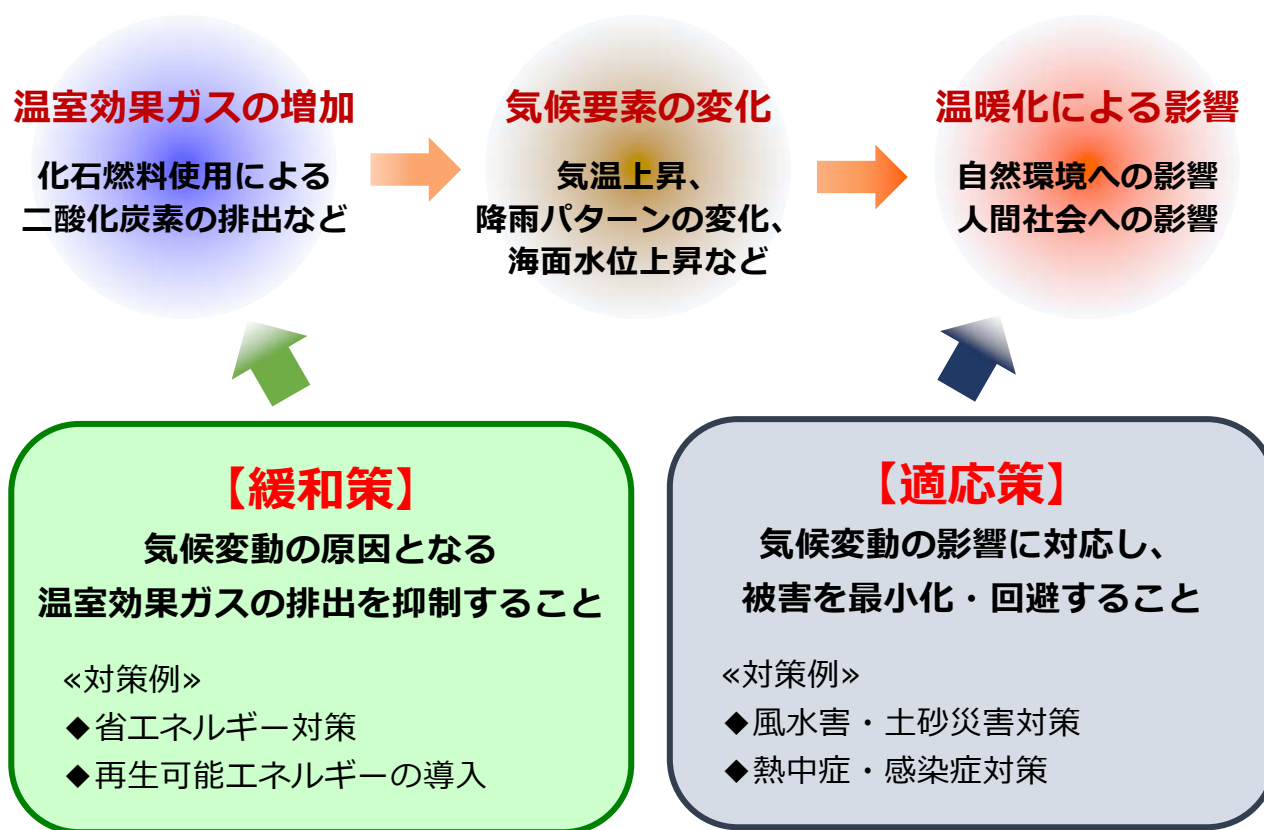 温室効果ガスの増加
化石燃料使用による
二酸化炭素の排出など
気候要素の変化
気温上昇、
降雨パターンの変化、
海面水位上昇など
温暖化による影響
自然環境への影響
人間社会への影響
【緩和策】
気候変動の原因となる
温室効果ガスの排出を抑制すること
≪対策例≫
◆省エネルギー対策
◆再生可能エネルギーの導入
【適応策】
気候変動の影響に対応し、
被害を最小化・回避すること
≪対策例≫
◆風水害・土砂災害対策
◆熱中症・感染症対策